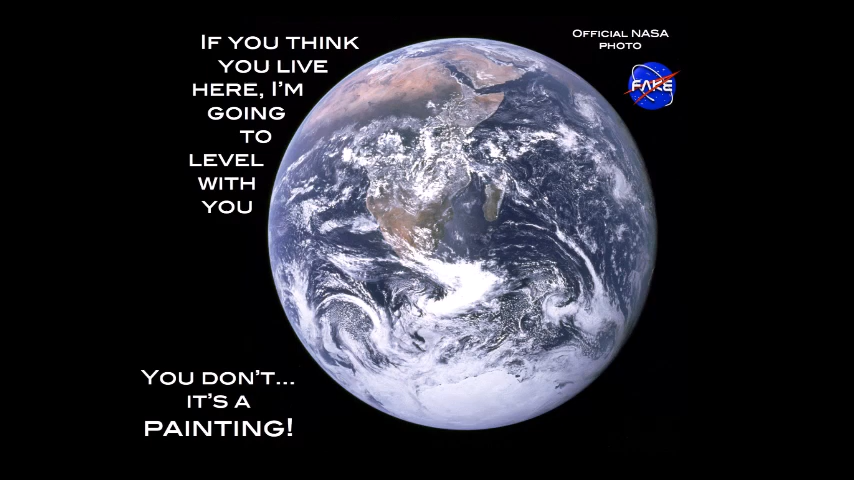 If you think
you live
here, I'm
going
to
level
with
you
Official NASA
photo
FAKE
You don't...
it's a
painting!